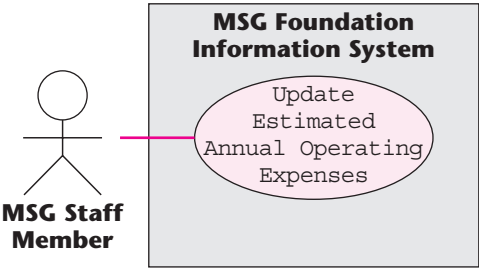 MSG Foundation
Information System
Update
Estimated
Annual Operating
Expenses
MSG Staff
Member